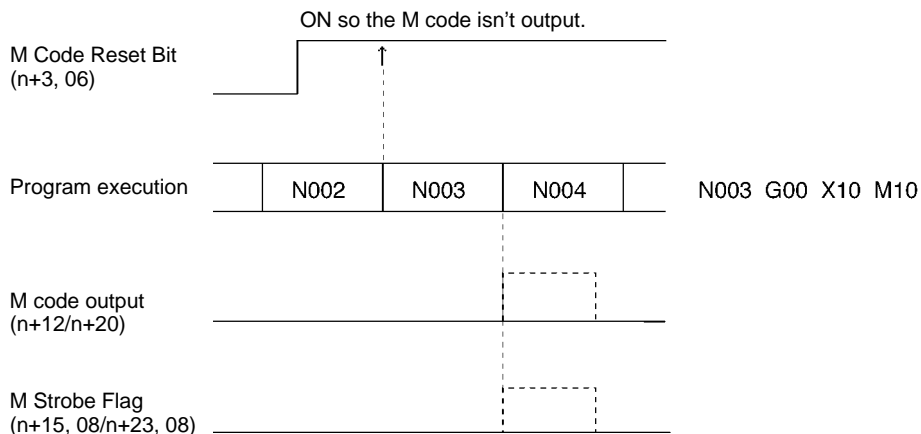 ON so the M code isn't output.
M Code Reset Bit
(n+3, 06)
Program execution
N002 N003 N004 N003 G00 X10 M10
M code output
(n+12/n+20)
M Strobe Flag
(n+15, 08/n+23, 08)